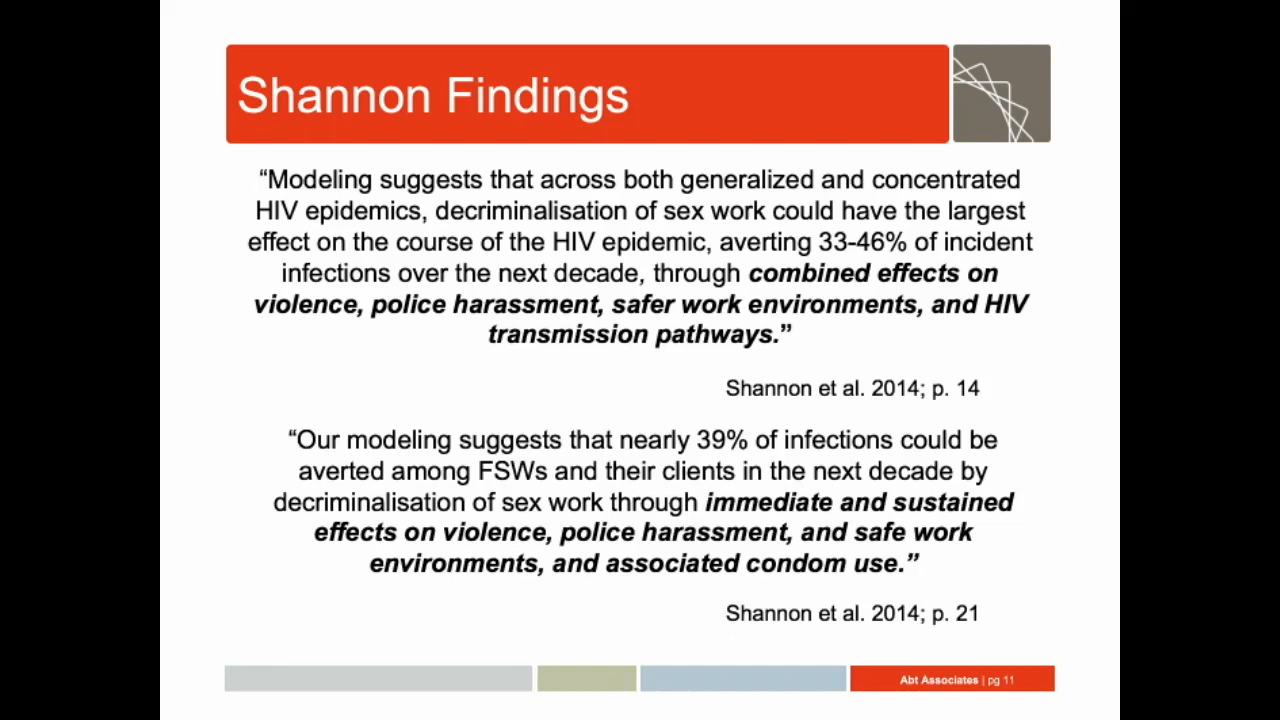 Shannon Findings
“Modeling suggests that across both generalized and concentrated
HIV epidemics, decriminalisation of sex work could have the largest
effect on the course of the HIV epidemic, averting 33-46% of incident
infections over the next decade, through combined effects on
violence, police harassment, safer work environments, and HIV
transmission pathways.”
Shannon et al. 2014; p. 14
“Our modeling suggests that nearly 39% of infections could be
averted among FSWs and their clients in the next decade by
decriminalisation of sex work through immediate and sustained
effects on violence, police harassment, and safe work
environments, and associated condom use.”
Shannon et al. 2014; p. 21
Abt Associates | pg 11